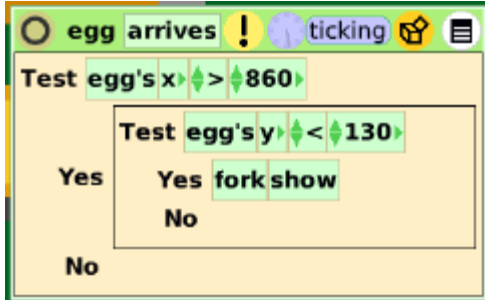 egg arrives ! ticking
Test egg's x > 860
Test egg's y < 130
Yes
Yes fork show
No
No